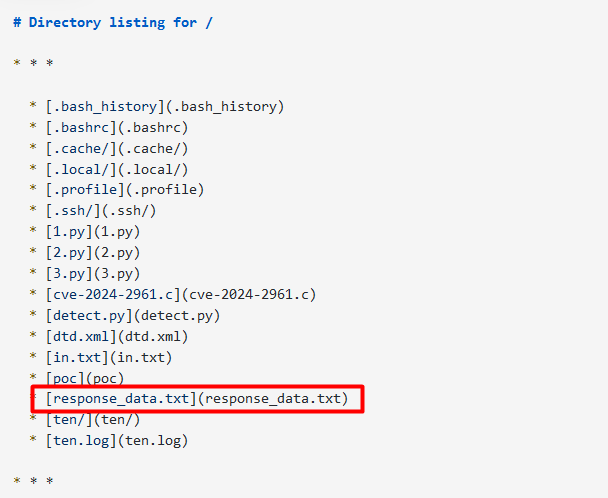 # Directory listing for /
* * *
* [.bash_history](.bash_history)
* [.bashrc](.bashrc)
* [.cache/](.cache/)
* [.local/](.local/)
* [.profile](.profile)
* [.ssh/](.ssh/)
* [1.py](1.py)
* [2.py](2.py)
* [3.py](3.py)
* [cve-2024-2961.c](cve-2024-2961.c)
* [detect.py](detect.py)
* [dtd.xml](dtd.xml)
* [in.txt](in.txt)
* [poc](poc)
* [response_data.txt](response_data.txt)
* [ten/](ten/)
* [ten.log](ten.log)
* * *